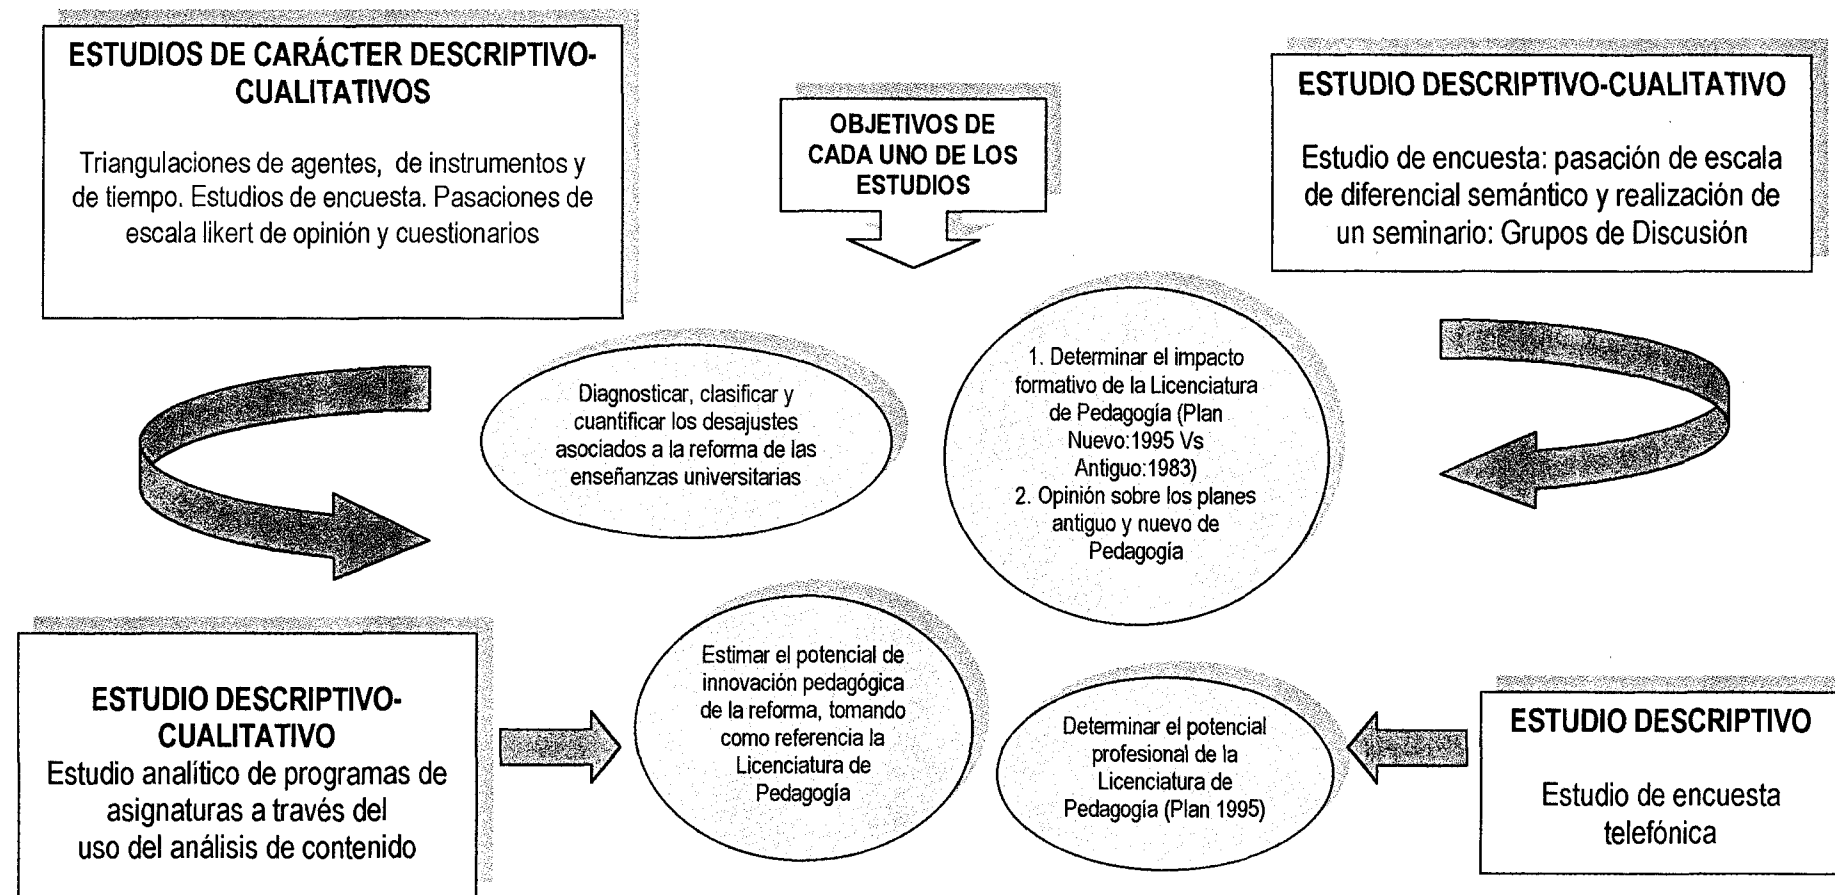 ESTUDIOS DE CARÁCTER DESCRIPTIVO-
CUALITATIVOS
Triangulaciones de agentes, de instrumentos y
de tiempo. Estudios de encuesta. Pasaciones de
escala likert de opinión y cuestionarios
OBJETIVOS DE
CADA UNO DE LOS
ESTUDIOS
ESTUDIO DESCRIPTIVO-CUALITATIVO
Estudio de encuesta: pasación de escala
de diferencial semántico y realización de
un seminario: Grupos de Discusión
Diagnosticar, clasificar y
cuantificar los desajustes
asociados a la reforma de las
enseñanzas universitarias
1. Determinar el impacto
formativo de la Licenciatura
de Pedagogía (Plan
Nuevo:1995 Vs
Antiguo:1983)
2. Opinión sobre los planes
antiguo y nuevo de
Pedagogía
ESTUDIO DESCRIPTIVO-
CUALITATIVO
Estudio analítico de programas de
asignaturas a través del
uso del análisis de contenido
Estimar el potencial de
innovación pedagógica
de la reforma, tomando
como referencia la
Licenciatura de
Pedagogía
Determinar el potencial
profesional de la
Licenciatura de
Pedagogía (Plan 1995)
ESTUDIO DESCRIPTIVO
Estudio de encuesta
telefónica